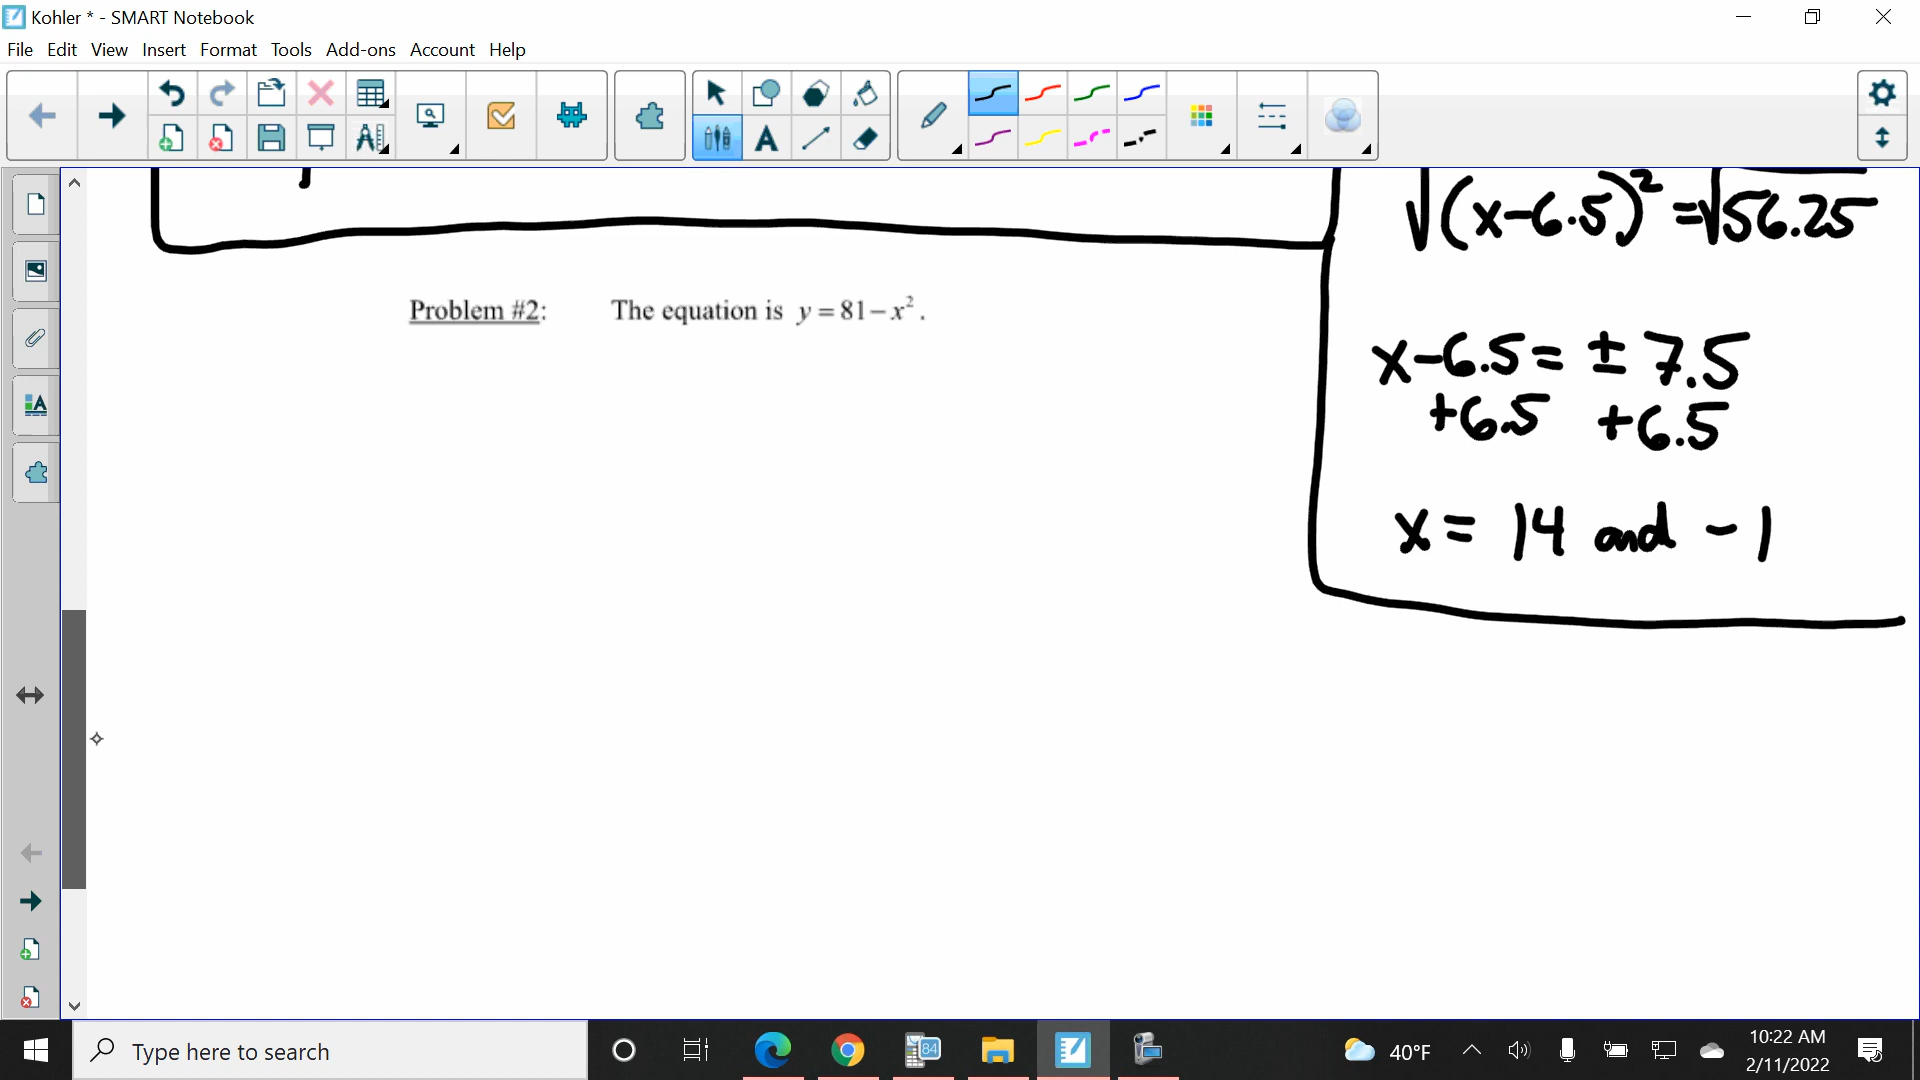 Kohler * - SMART Notebook
File Edit View Insert Format Tools Add-ons Account Help
√(x-6.5)² = √56.25
Problem #2: The equation is y = 81 – x².
x-6.5 = ± 7.5
+6.5 +6.5
x = 14 and -1
Type here to search
84
40°F
10:22 AM
2/11/2022